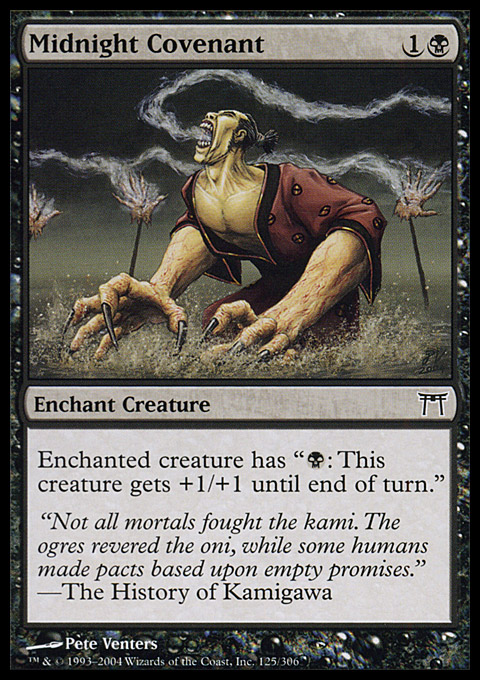 Midnight Covenant 1
Enchant Creature
Enchanted creature has “: This
creature gets +1/+1 until end of turn.”
“Not all mortals fought the kami. The
ogres revered the oni, while some humans
made pacts based upon empty promises.”
—The History of Kamigawa
Pete Venters
™ & © 1993–2004 Wizards of the Coast, Inc. 125/306